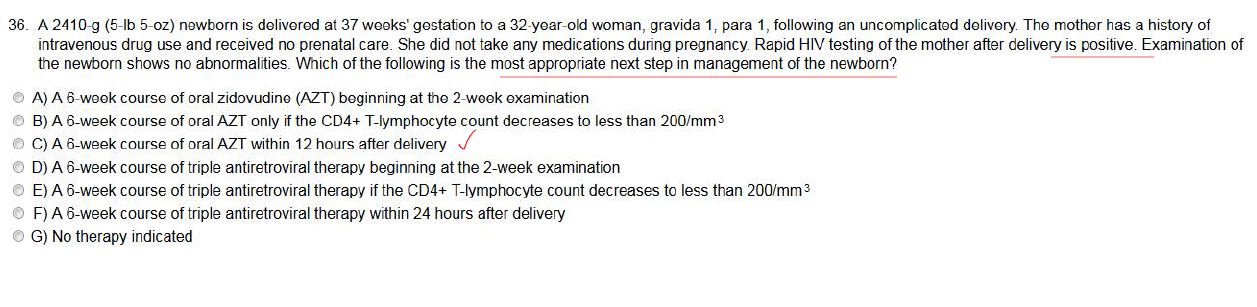 36. A 2410-g (5-lb 5-oz) newborn is delivered at 37 weeks' gestation to a 32-year-old woman, gravida 1, para 1, following an uncomplicated delivery. The mother has a history of
intravenous drug use and received no prenatal care. She did not take any medications during pregnancy. Rapid HIV testing of the mother after delivery is positive. Examination of
the newborn shows no abnormalities. Which of the following is the most appropriate next step in management of the newborn?
A) A 6-week course of oral zidovudine (AZT) beginning at the 2-week examination
B) A 6-week course of oral AZT only if the CD4+ T-lymphocyte count decreases to less than 200/mm³
C) A 6-week course of oral AZT within 12 hours after delivery
D) A 6-week course of triple antiretroviral therapy beginning at the 2-week examination
E) A 6-week course of triple antiretroviral therapy if the CD4+ T-lymphocyte count decreases to less than 200/mm³
F) A 6-week course of triple antiretroviral therapy within 24 hours after delivery
G) No therapy indicated